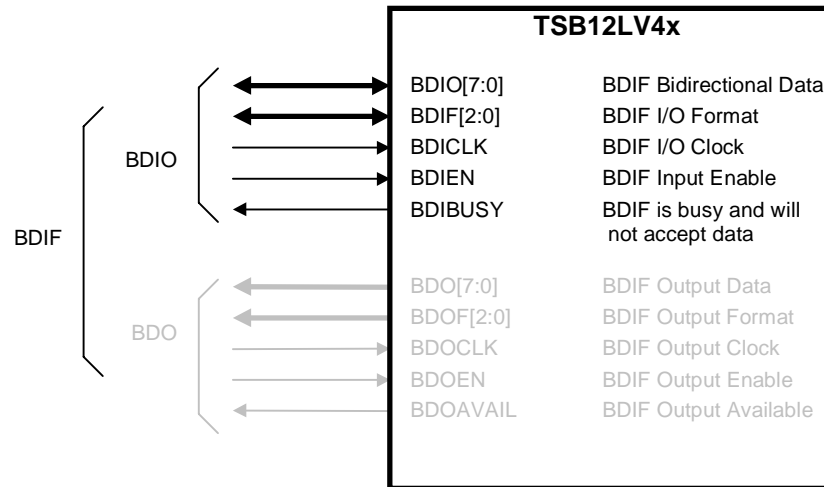 TSB12LV4x
BDIO[7:0] BDIF Bidirectional Data
BDIF[2:0] BDIF I/O Format
BDICLK BDIF I/O Clock
BDIO
BDIEN BDIF Input Enable
BDIBUSY BDIF is busy and will
not accept data
BDIF
BDO[7:0] BDIF Output Data
BDOF[2:0] BDIF Output Format
BDO
BDOCLK BDIF Output Clock
BDOEN BDIF Output Enable
BDOAVAIL BDIF Output Available